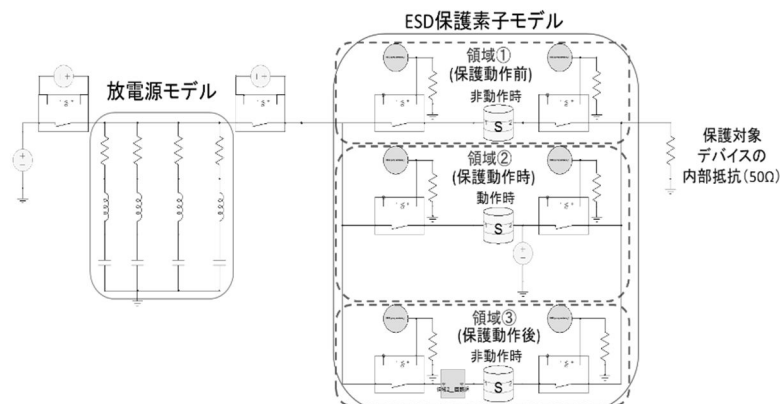 ESD保護素子モデル
放電源モデル
領域①
(保護動作前)
非動作時
S
領域②
(保護動作時)
動作時
S
領域③
(保護動作後)
非動作時
S
保護対象
デバイスの
内部抵抗(50Ω)